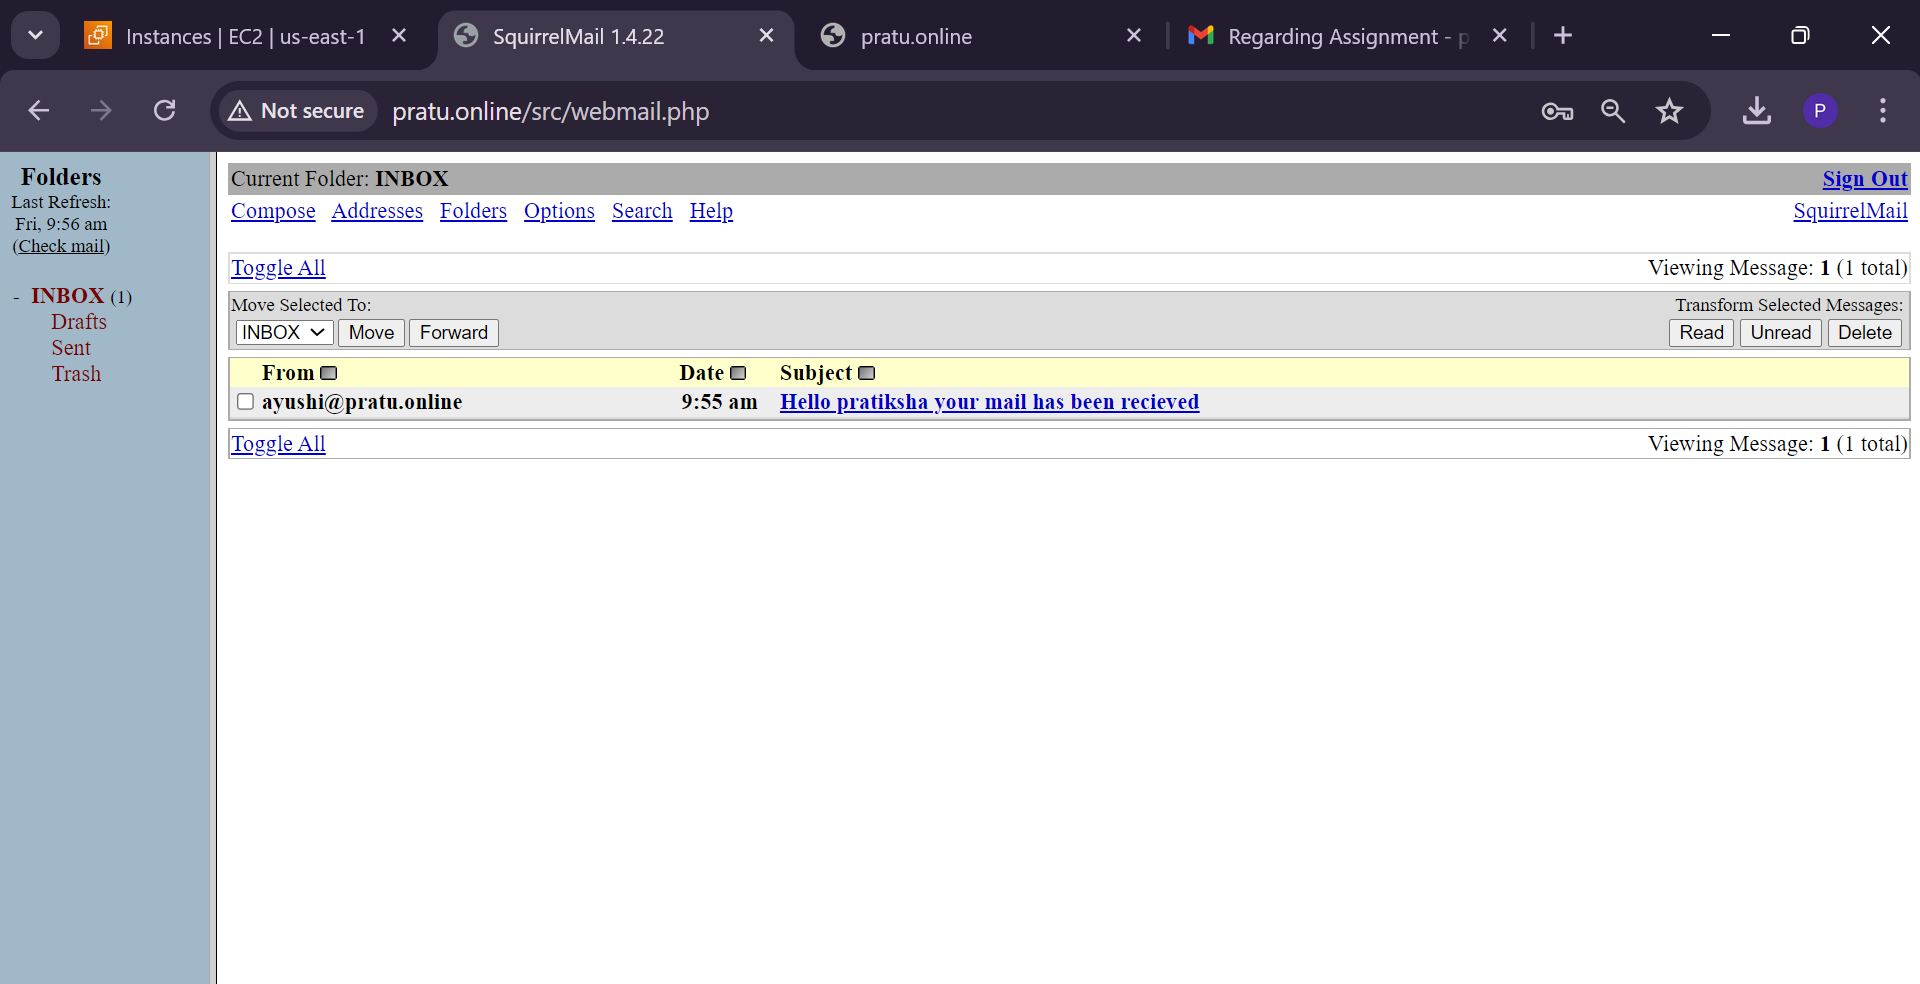 Instances | EC2 | us-east-1
SquirrelMail 1.4.22
pratu.online
Regarding Assignment - p
Not secure
pratu.online/src/webmail.php
P
Folders
Last Refresh:
Fri, 9:56 am
(Check mail)
- INBOX (1)
Drafts
Sent
Trash
Current Folder: INBOX
Sign Out
Compose Addresses Folders Options Search Help
SquirrelMail
Toggle All
Viewing Message: 1 (1 total)
Move Selected To:
Transform Selected Messages:
INBOX Move Forward
Read Unread Delete
From Date Subject
ayushi@pratu.online 9:55 am Hello pratiksha your mail has been recieved
Toggle All
Viewing Message: 1 (1 total)